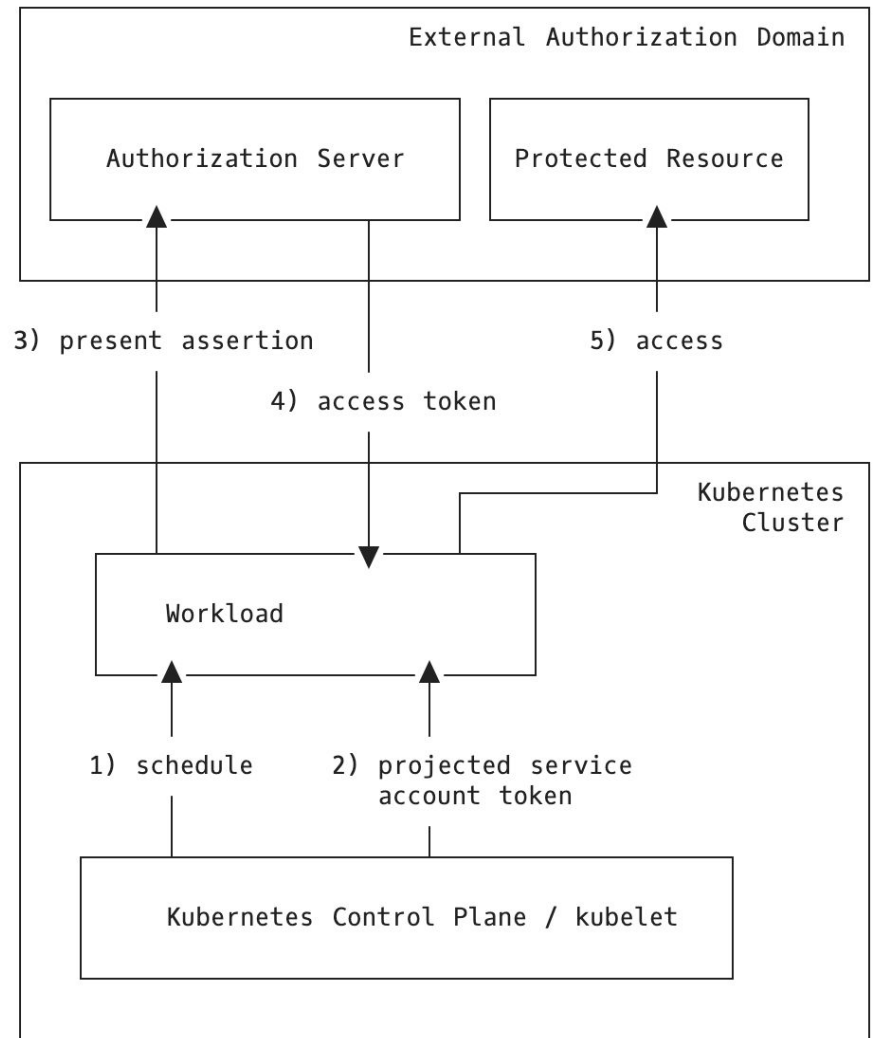 External Authorization Domain
Authorization Server
Protected Resource
3) present assertion
5) access
4) access token
Kubernetes
Cluster
Workload
1) schedule
2) projected service
account token
Kubernetes Control Plane / kubelet